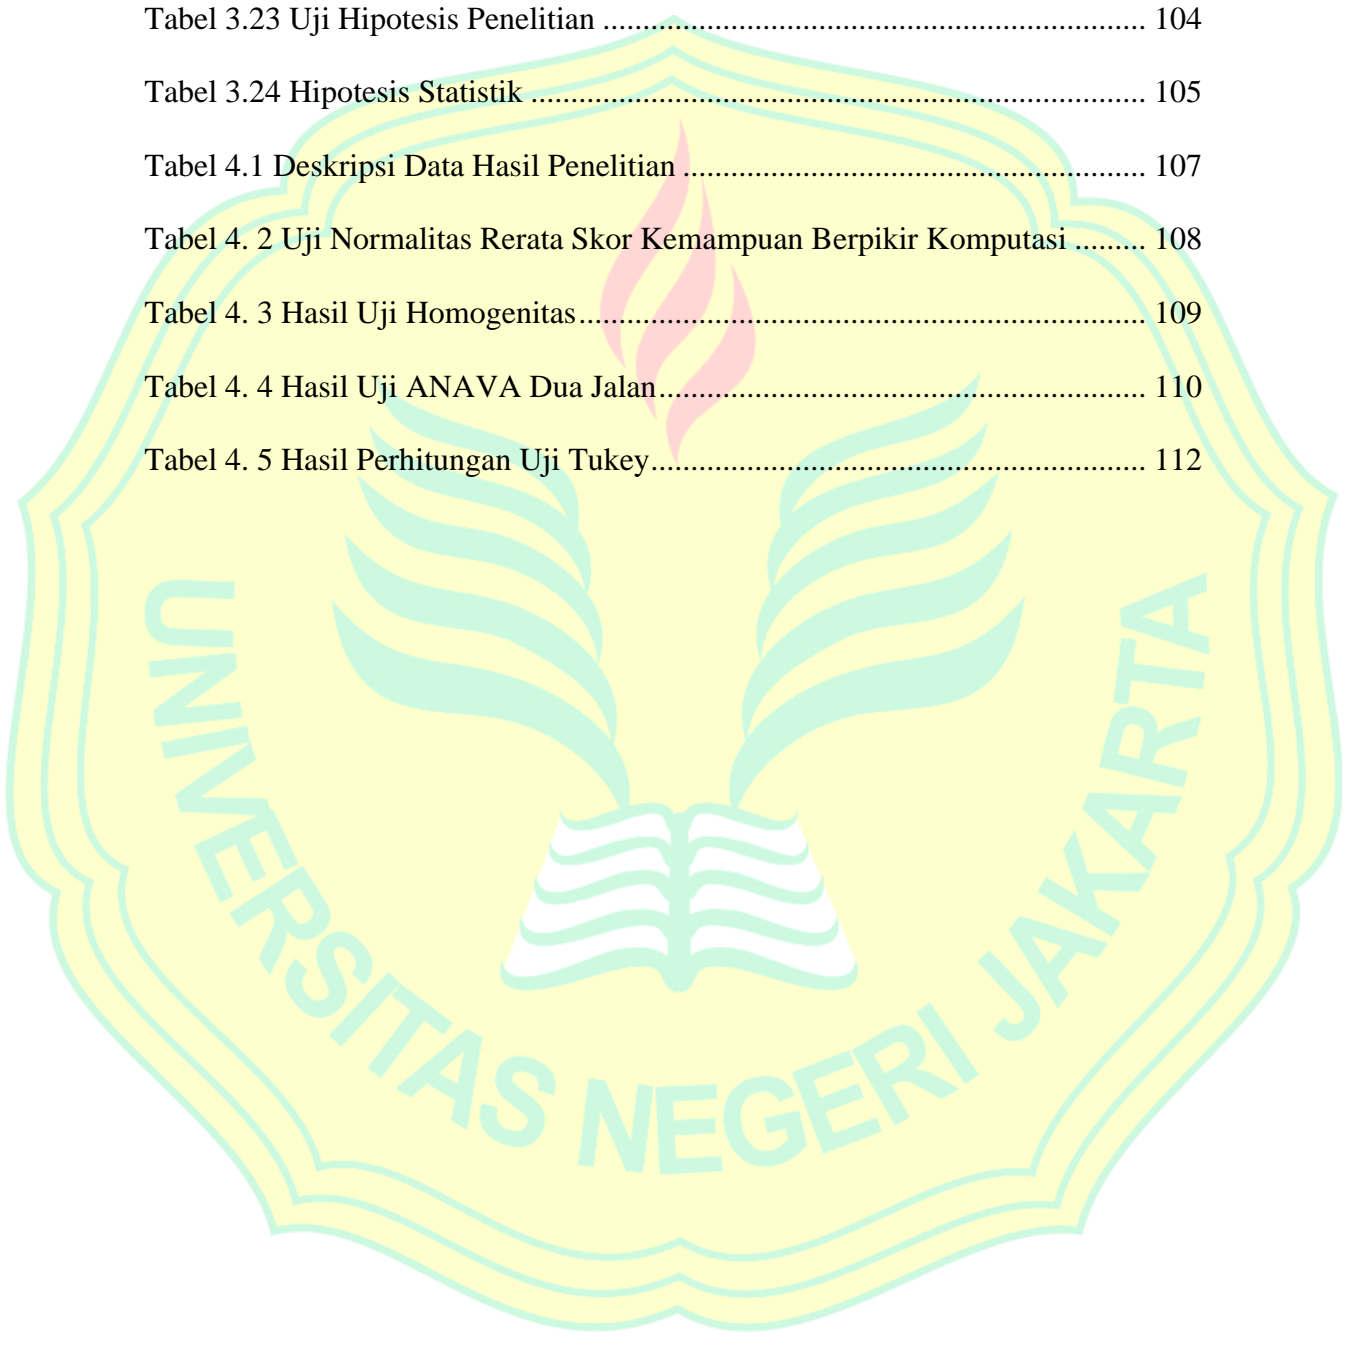 Tabel 3.23 Uji Hipotesis Penelitian .................................................................... 104
Tabel 3.24 Hipotesis Statistik ............................................................................. 105
Tabel 4.1 Deskripsi Data Hasil Penelitian .......................................................... 107
Tabel 4. 2 Uji Normalitas Rerata Skor Kemampuan Berpikir Komputasi ......... 108
Tabel 4. 3 Hasil Uji Homogenitas....................................................................... 109
Tabel 4. 4 Hasil Uji ANAVA Dua Jalan............................................................. 110
Tabel 4. 5 Hasil Perhitungan Uji Tukey.............................................................. 112
UNIVERSITAS NEGERI JAKARTA